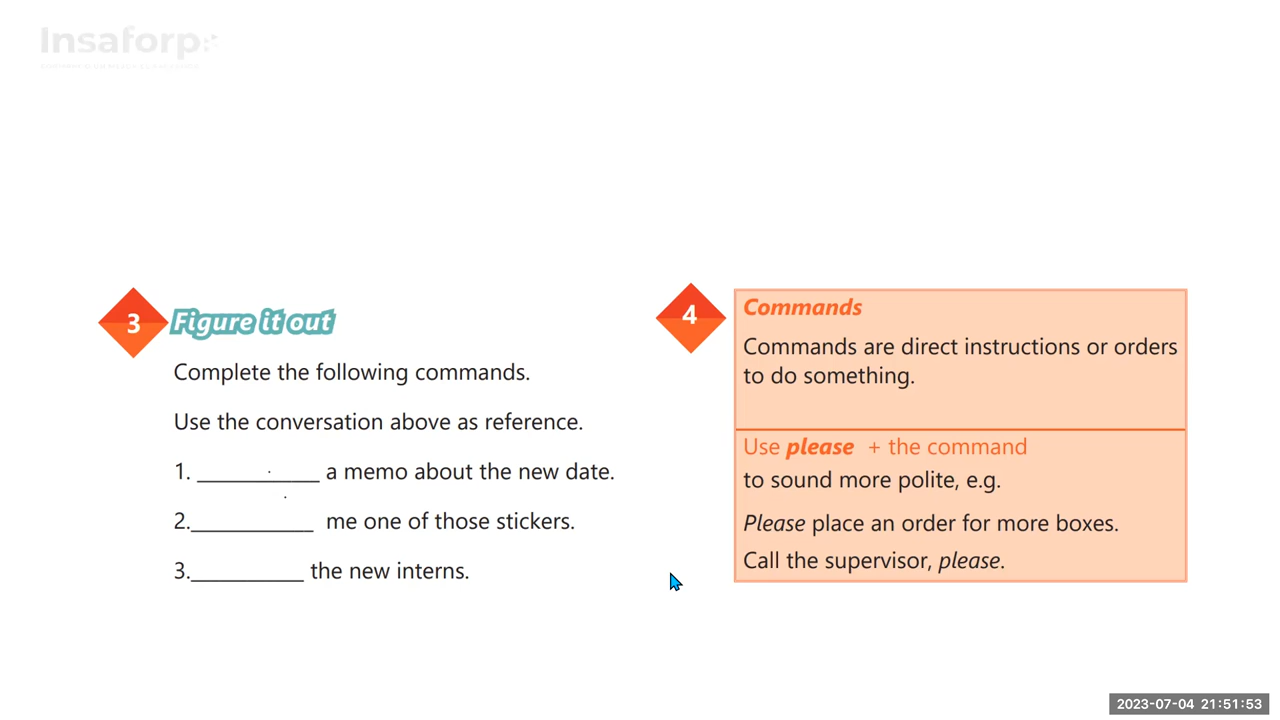 Insaforp
3
Figure it out
Complete the following commands.
Use the conversation above as reference.
1. __________ a memo about the new date.
2.__________ me one of those stickers.
3._________ the new interns.
4
Commands
Commands are direct instructions or orders
to do something.
Use please + the command
to sound more polite, e.g.
Please place an order for more boxes.
Call the supervisor, please.
2023-07-04 21:51:53